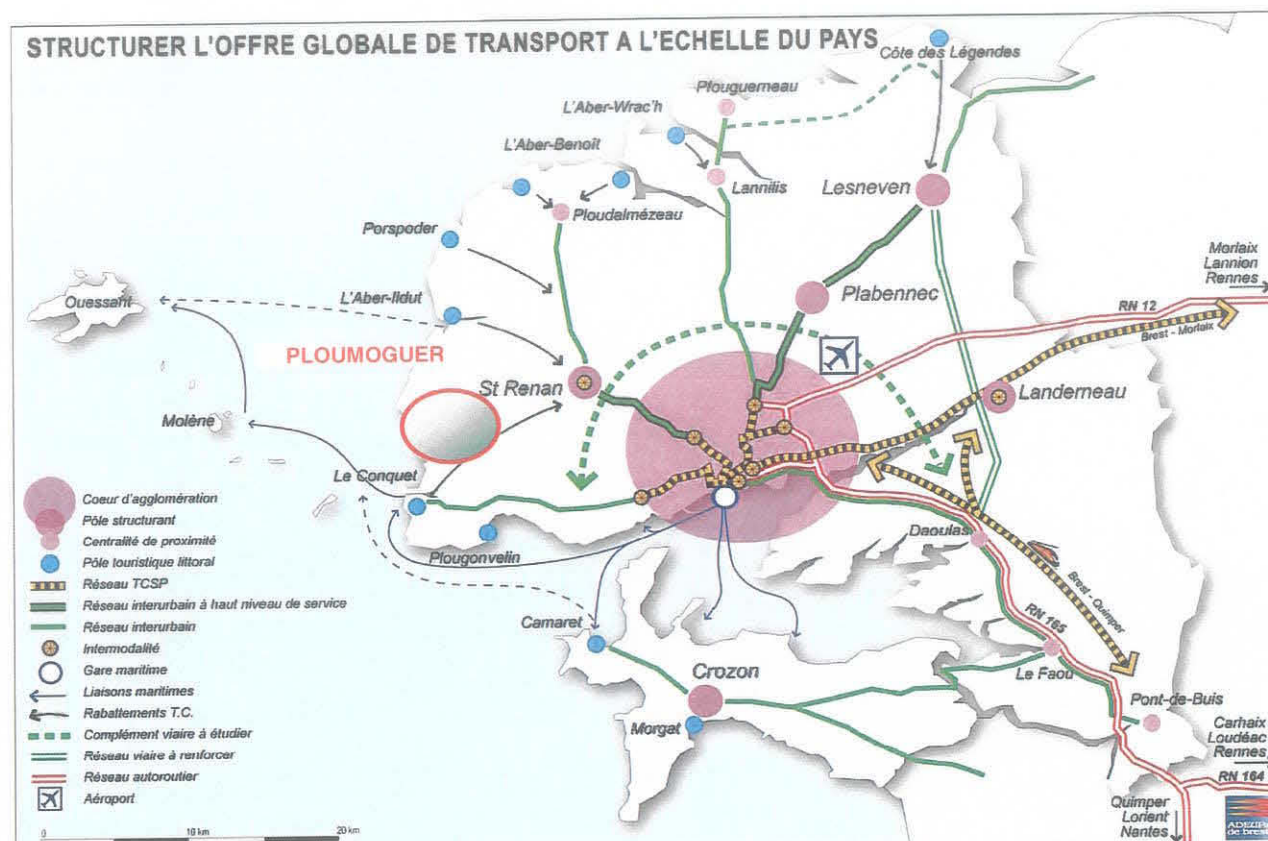 STRUCTURER L'OFFRE GLOBALE DE TRANSPORT A L'ECHELLE DU PAYS
Côte des Légendes
Plouguerneau
L'Aber-Wrac'h
L'Aber-Benoît
Lannilis
Lesneven
Ploudalmézeau
Porspoder
Morlaix
Lannion
Rennes
Ouessant
L'Aber-Ildut
Plabennec
RN 12
Brest - Morlaix
PLOUMOGUER
St Renan
Landerneau
Molène
Le Conquet
Coeur d'agglomération
Pôle structurant
Centralité de proximité
Pôle touristique littoral
Réseau TCSP
Réseau interurbain à haut niveau de service
Réseau interurbain
Intermodalité
Gare maritime
Liaisons maritimes
Rabattements T.C.
Complément viaire à étudier
Réseau viaire à renforcer
Réseau autoroutier
Aéroport
0
10 km
20 km
Plougonvelin
Daoulas
Brest - Quimper
RN 165
Camaret
Crozon
Le Faou
Morgat
Pont-de-Buis
Carhaix
Loudéac
Rennes
RN 164
Quimper
Lorient
Nantes
ADEUPa
de brest